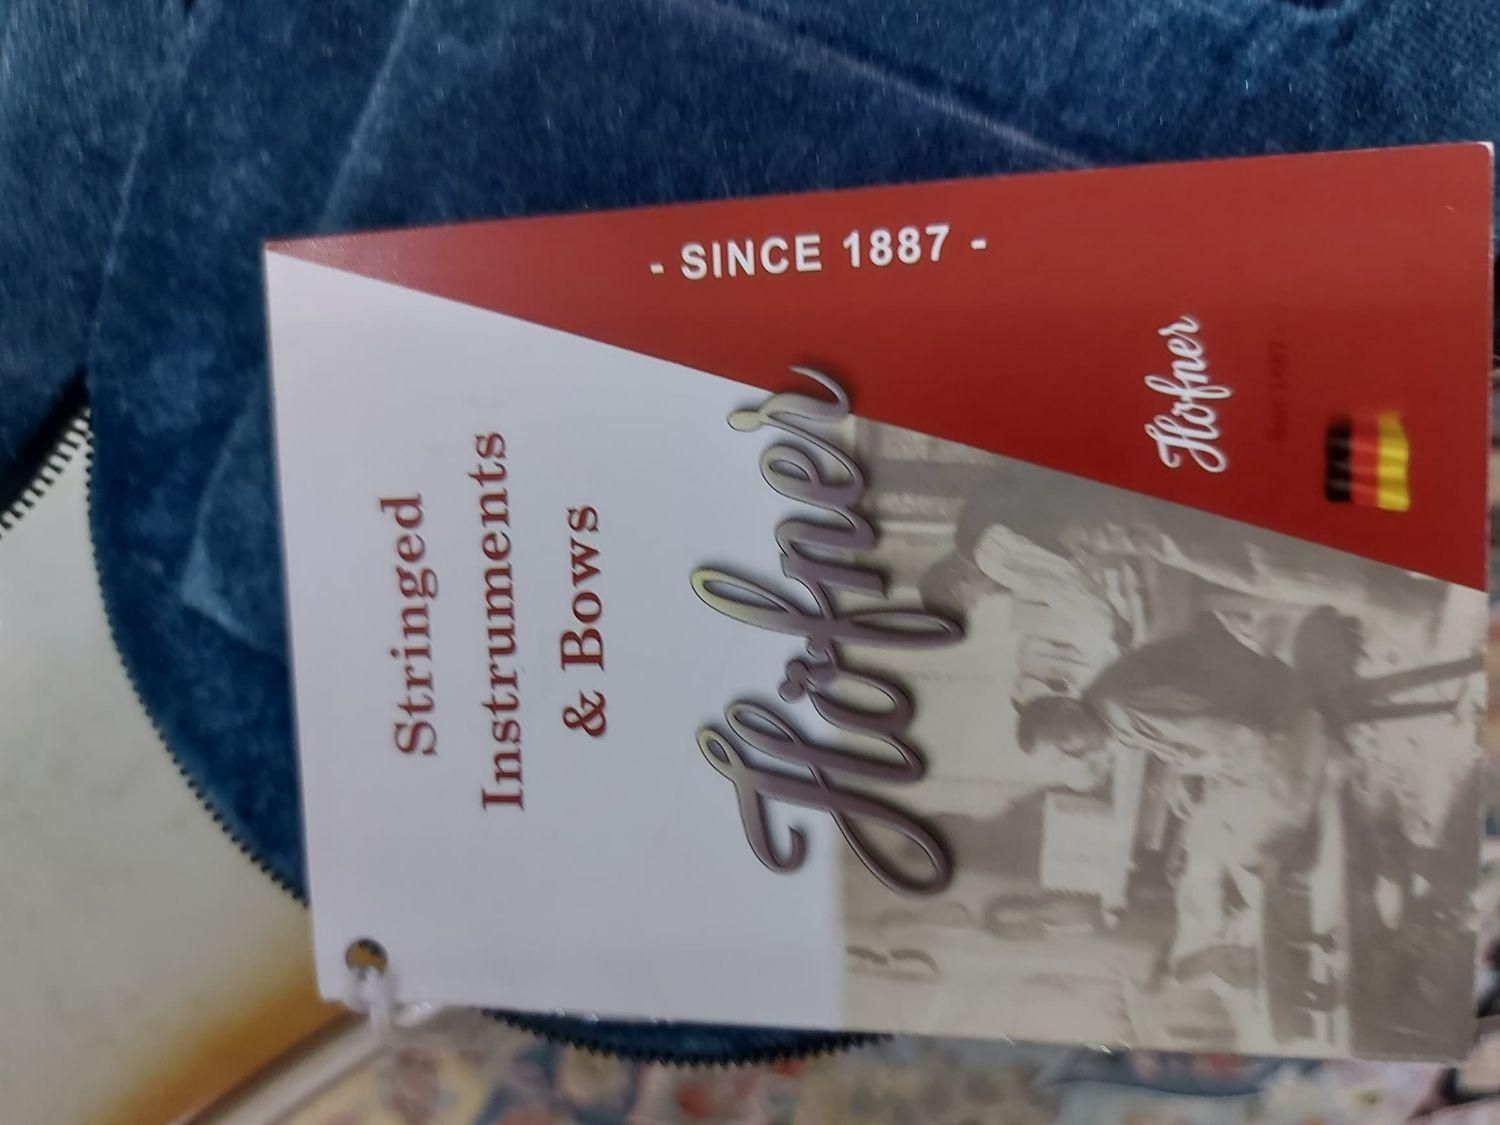 Stringed
Instruments
& Bows
Höfner
- SINCE 1887 -
Höfner